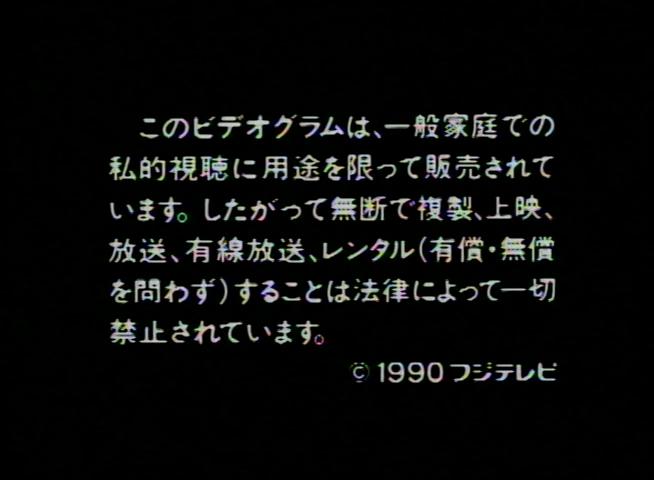 このビデオグラムは、一般家庭での
私的視聴に用途を限って販売されて
います。したがって無断で複製、上映、
放送、有線放送、レンタル(有償・無償
を問わず)することは法律によって一切
禁止されています。
© 1990 フジテレビ